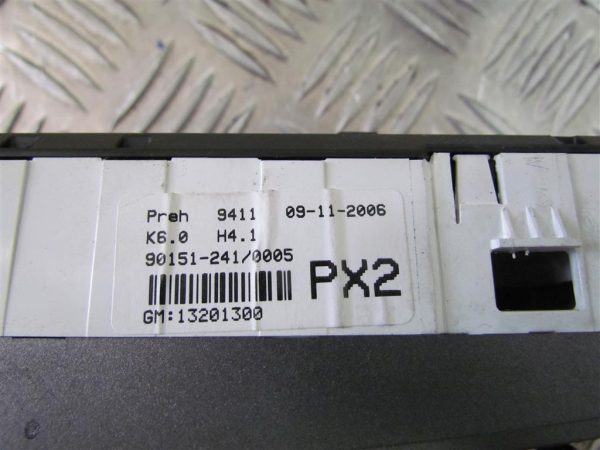 Preh 9411 09-11-2006
K6.0 H4.1
90151-241/0005
PX2
GM:13201300